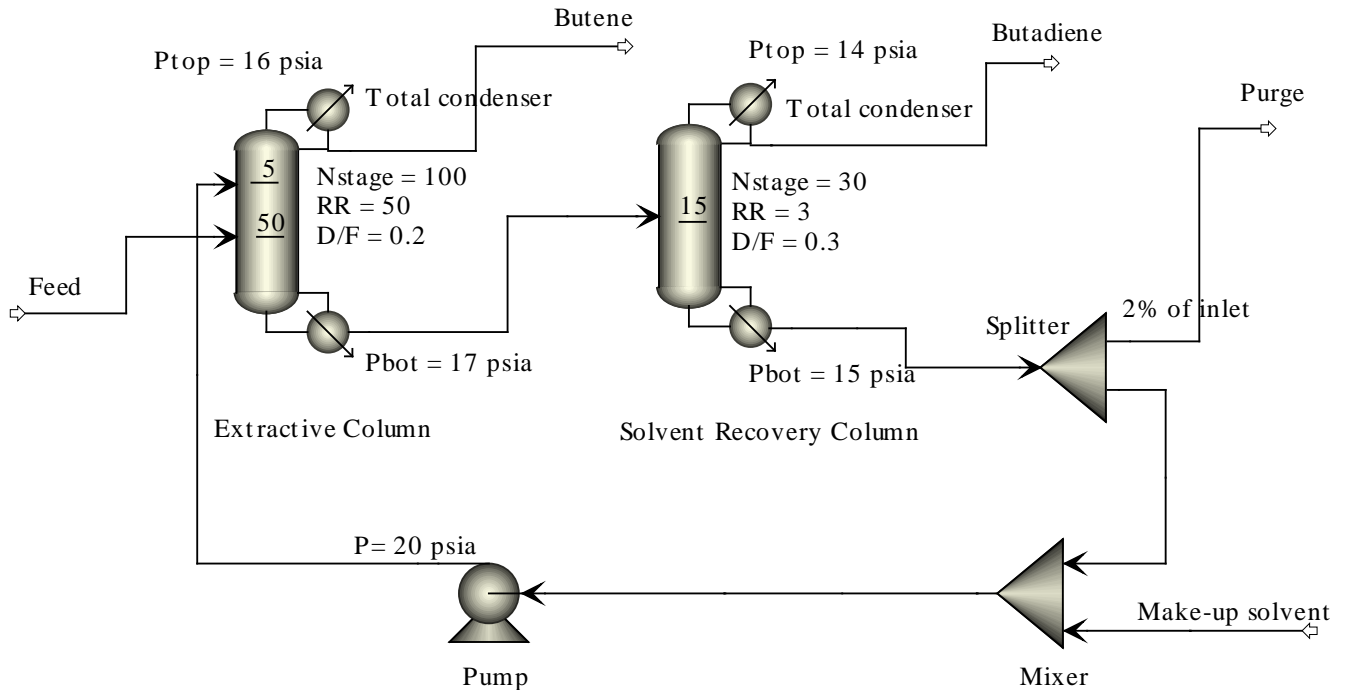 Butene
Ptop = 16 psia
Total condenser
5
50
Nstage = 100
RR = 50
D/F = 0.2
Feed
Pbot = 17 psia
Extractive Column
Ptop = 14 psia
Butadiene
Total condenser
15
Nstage = 30
RR = 3
D/F = 0.3
Pbot = 15 psia
Solvent Recovery Column
Purge
2% of inlet
Splitter
P= 20 psia
Pump
Make-up solvent
Mixer